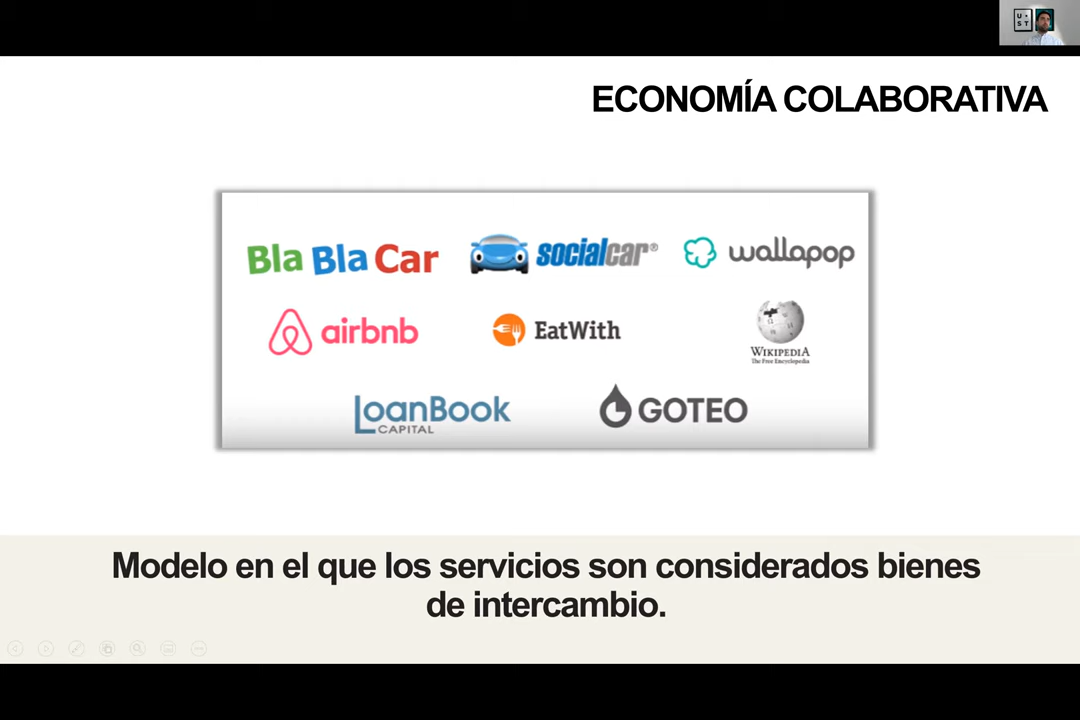 U·
ST
ECONOMÍA COLABORATIVA
Bla Bla Car
socialcar®
wallapop
airbnb
EatWith
WIKIPEDIA
The Free Encyclopedia
LoanBook
CAPITAL
GOTEO
Modelo en el que los servicios son considerados bienes
de intercambio.